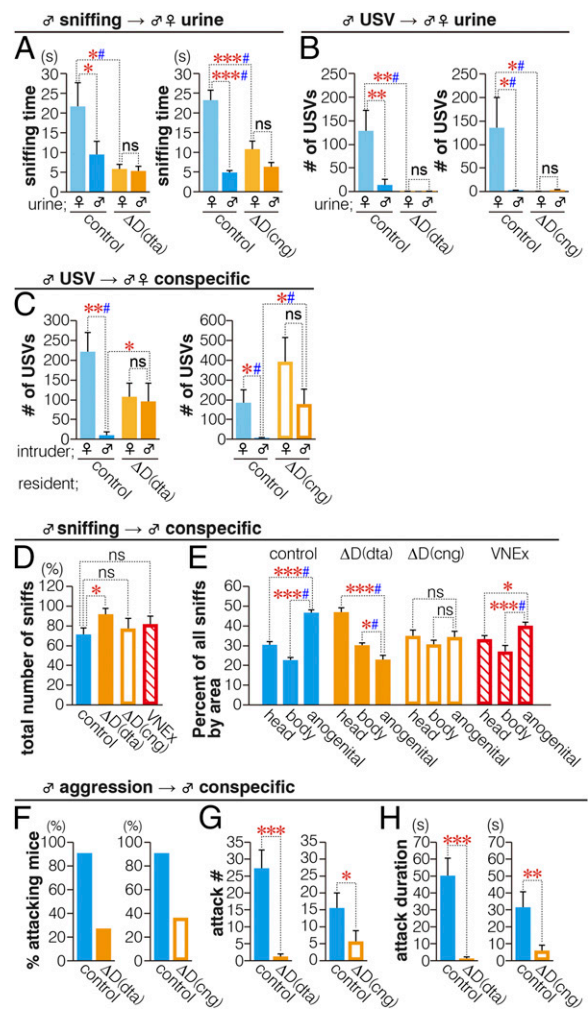 ♂ sniffing → ♂♀ urine
♂ USV → ♂♀ urine
A
(s)
sniffing time
30
25
20
15
10
5
0
*#
*
ns
urine; ♀ ♂ ♀ ♂
control ΔD(dta)
(s)
sniffing time
30
25
20
15
10
5
0
***#
***#
ns
♀ ♂ ♀ ♂
control ΔD(cng)
B
# of USVs
250
200
150
100
50
0
**#
**
ns
urine; ♀ ♂ ♀ ♂
control ΔD(dta)
# of USVs
250
200
150
100
50
0
*#
*#
ns
♀ ♂ ♀ ♂
control ΔD(cng)
♂ USV → ♂♀ conspecific
C
# of USVs
300
250
200
150
100
50
0
**#
*
ns
intruder; ♀ ♂ ♀ ♂
resident; control ΔD(dta)
# of USVs
600
500
400
300
200
100
0
*#
ns
*#
♀ ♂ ♀ ♂
control ΔD(cng)
♂ sniffing → ♂ conspecific
D
(%)
total number of sniffs
120
100
80
60
40
20
0
ns
ns
*
control ΔD(dta) ΔD(cng) VNEx
E
Percent of all sniffs
by area
60
50
40
30
20
10
0
control ΔD(dta) ΔD(cng) VNEx
***#
***#
***#
*#
ns
ns
*
***#
head body anogenital head body anogenital head body anogenital head body anogenital
♂ aggression → ♂ conspecific
F
(%)
% attacking mice
100
80
60
40
20
0
control ΔD(dta)
(%)
100
80
60
40
20
0
control ΔD(cng)
G
attack #
35
30
25
20
15
10
5
0
***
control ΔD(dta)
35
30
25
20
15
10
5
0
*
control ΔD(cng)
H
(s)
attack duration
70
60
50
40
30
20
10
0
***
control ΔD(dta)
(s)
70
60
50
40
30
20
10
0
**
control ΔD(cng)